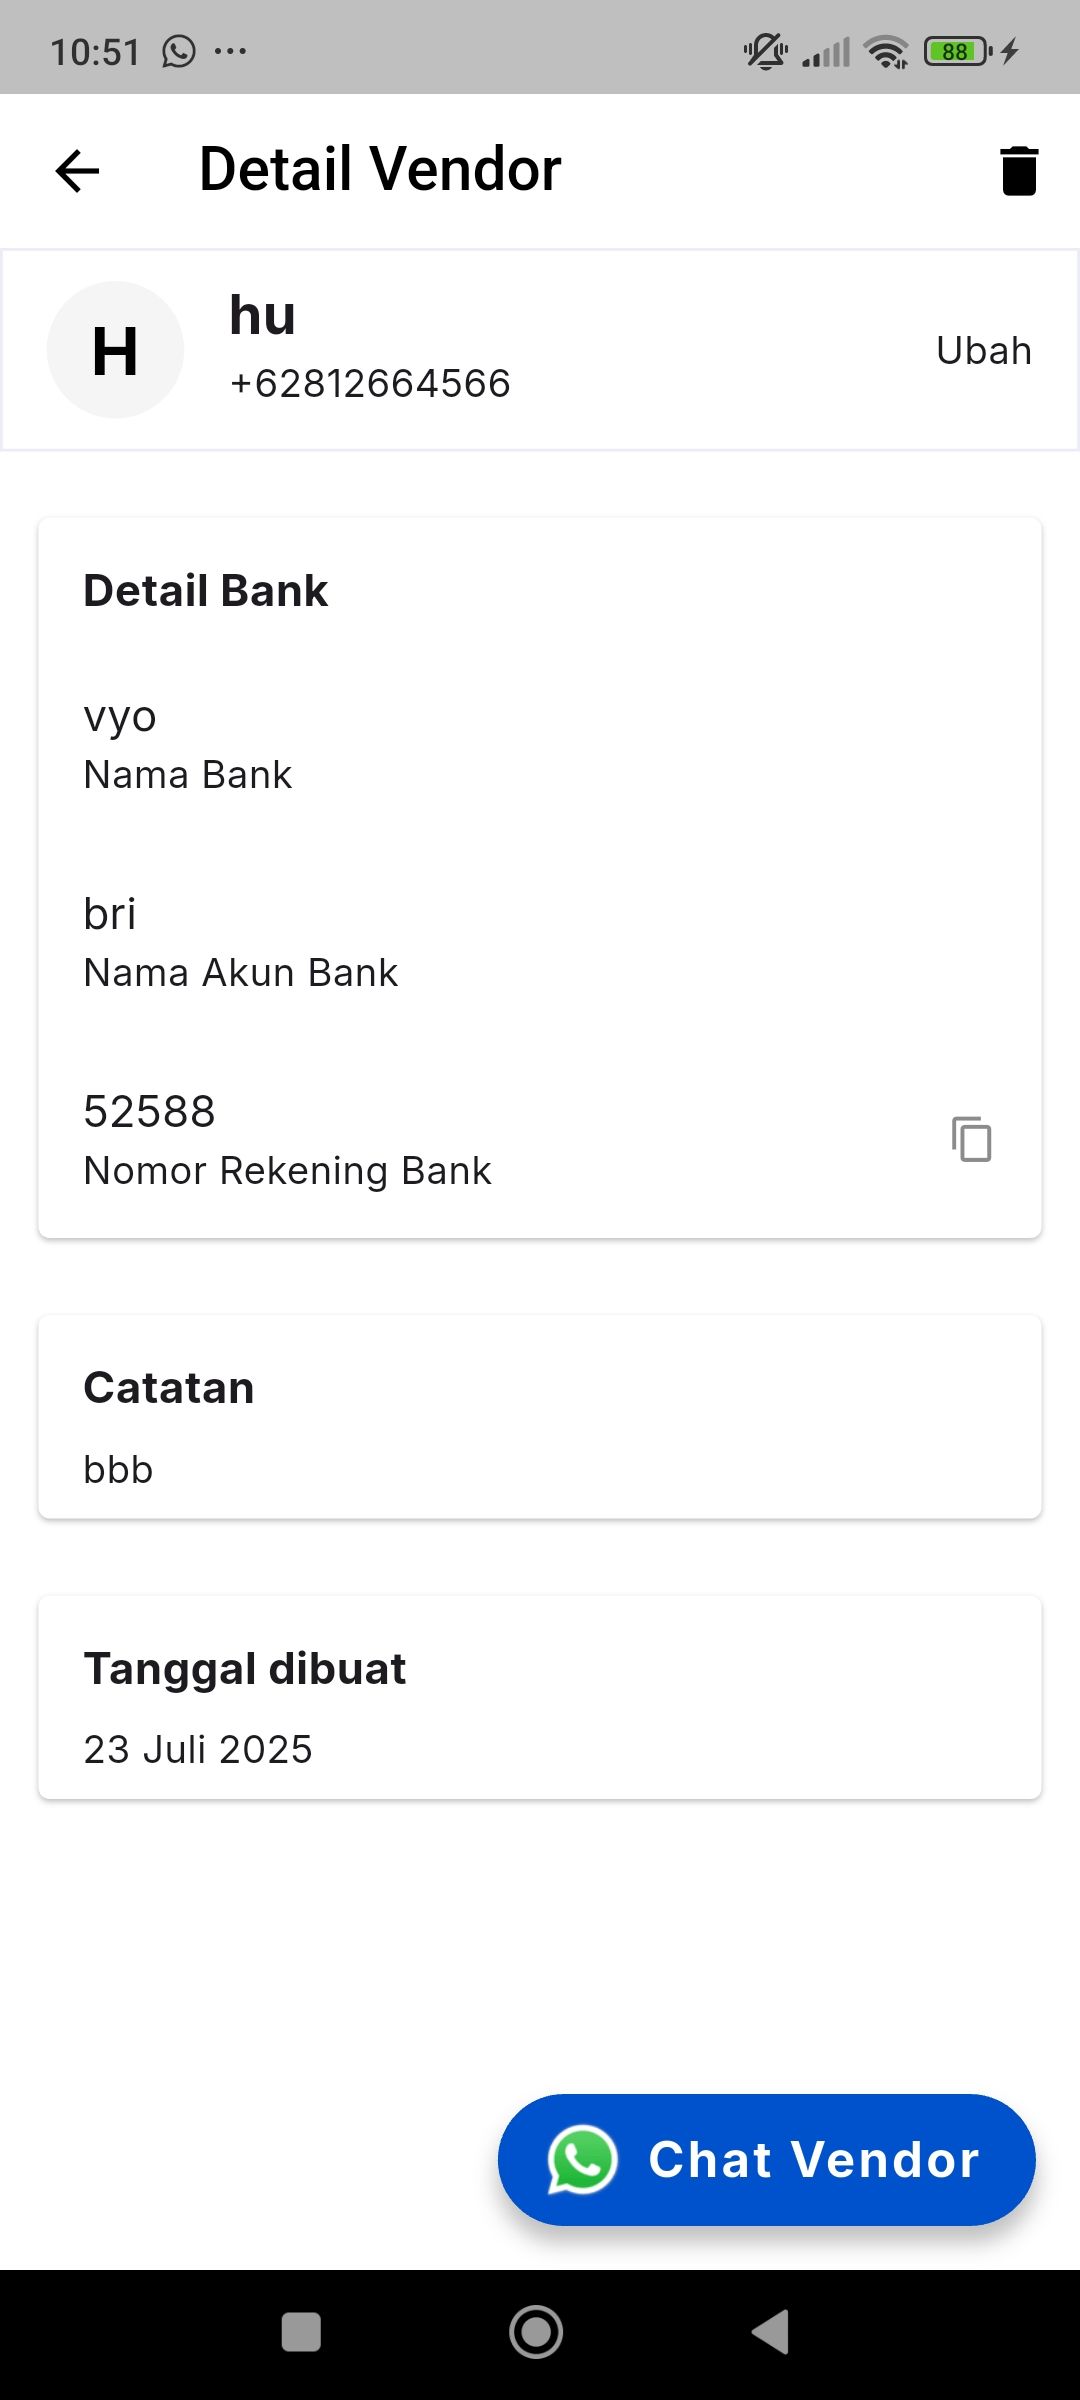 10:51
88
Detail Vendor
H
hu
+62812664566
Ubah
Detail Bank
vyo
Nama Bank
bri
Nama Akun Bank
52588
Nomor Rekening Bank
Catatan
bbb
Tanggal dibuat
23 Juli 2025
Chat Vendor